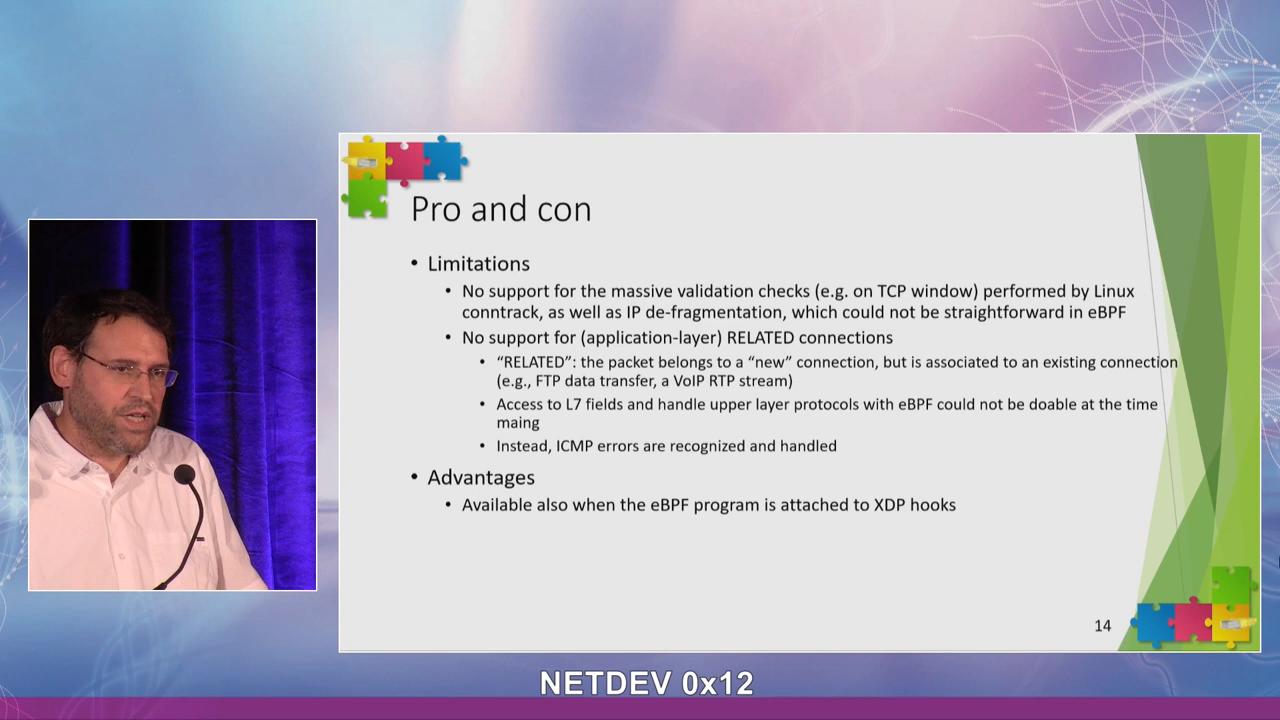 Pro and con
• Limitations
• No support for the massive validation checks (e.g. on TCP window) performed by Linux
conntrack, as well as IP de-fragmentation, which could not be straightforward in eBPF
• No support for (application-layer) RELATED connections
• “RELATED”: the packet belongs to a “new” connection, but is associated to an existing connection
(e.g., FTP data transfer, a VoIP RTP stream)
• Access to L7 fields and handle upper layer protocols with eBPF could not be doable at the time
maing
• Instead, ICMP errors are recognized and handled
• Advantages
• Available also when the eBPF program is attached to XDP hooks
14
NETDEV 0x12